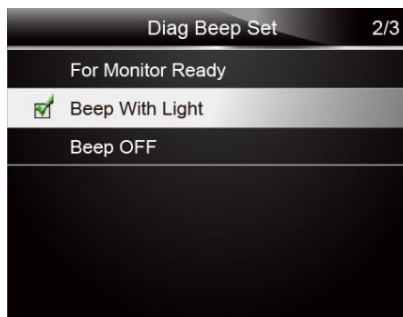 Diag Beep Set 2/3
For Monitor Ready
Beep With Light
Beep OFF